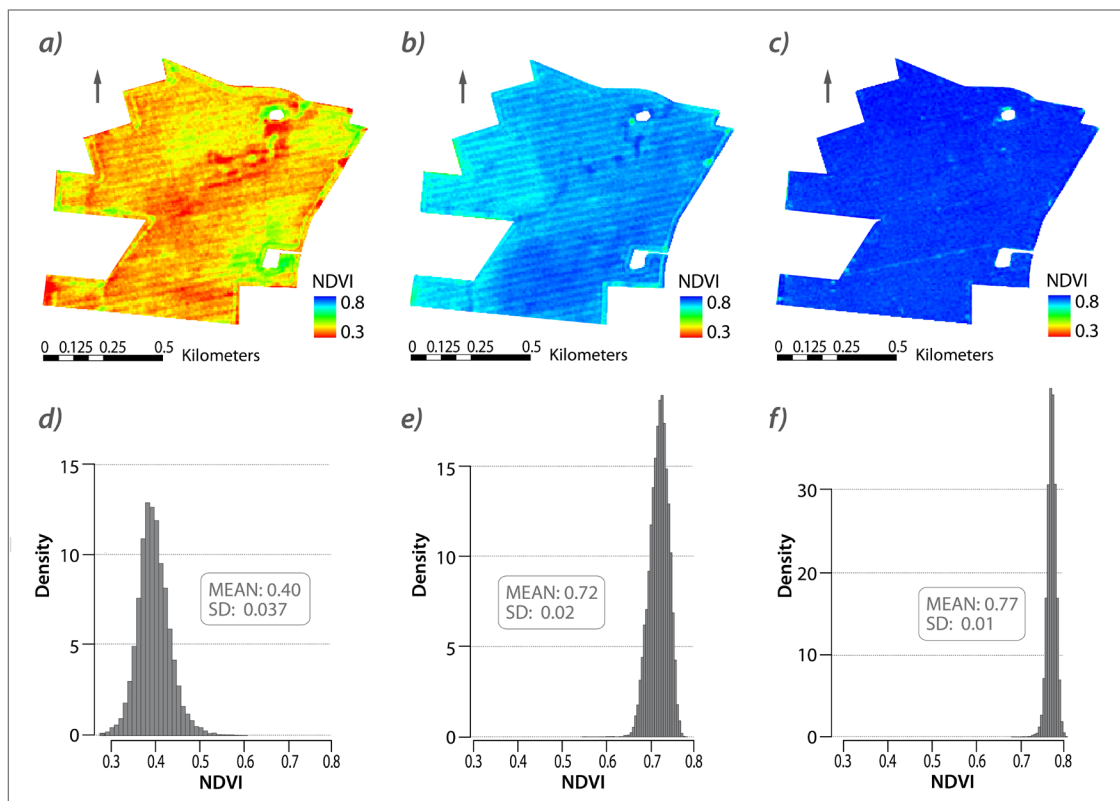 a)
b)
c)
NDVI
0.8
0.3
0 0.125 0.25 0.5
Kilometers
NDVI
0.8
0.3
0 0.125 0.25 0.5
Kilometers
NDVI
0.8
0.3
0 0.125 0.25 0.5
Kilometers
d)
15
10
5
0
Density
MEAN: 0.40
SD: 0.037
0.3 0.4 0.5 0.6 0.7 0.8
NDVI
e)
15
10
5
0
Density
MEAN: 0.72
SD: 0.02
0.3 0.4 0.5 0.6 0.7 0.8
NDVI
f)
30
20
30
0
Density
MEAN: 0.77
SD: 0.01
0.3 0.4 0.5 0.6 0.7 0.8
NDVI